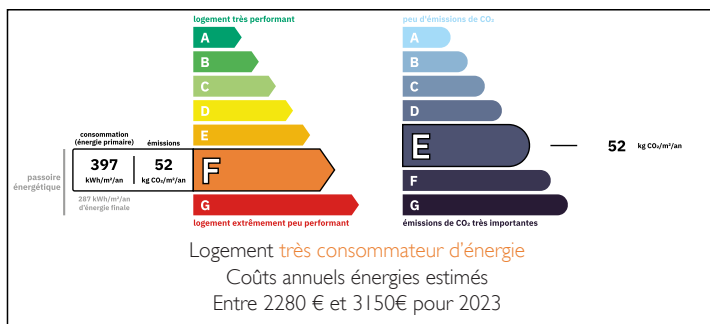 logement très performant
A
B
C
D
E
consommation
(énergie primaire)
émissions
397
kWh/m²/an
52
kg CO₂/m²/an
F
passoire
énergétique
287 kWh/m²/an
d'énergie finale
G
logement extrêmement peu performant
peu d'émissions de CO₂
A
B
C
D
E
52 kg CO₂/m²/an
F
G
émissions de CO₂ très importantes
Logement très consommateur d'énergie
Coûts annuels énergies estimés
Entre 2280 € et 3150€ pour 2023